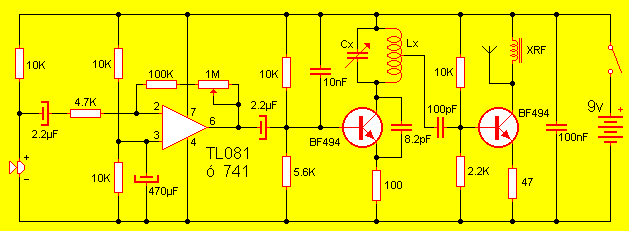 Cx
Lx
XRF
10K
10K
100K
1M
10K
10nF
10K
9v
4.7K
2.2µF
100pF
BF494
2.2µF
2
7
6
3
4
BF494
8.2pF
100nF
TL081
ó 741
+
-
10K
470µF
5.6K
100
2.2K
47
+